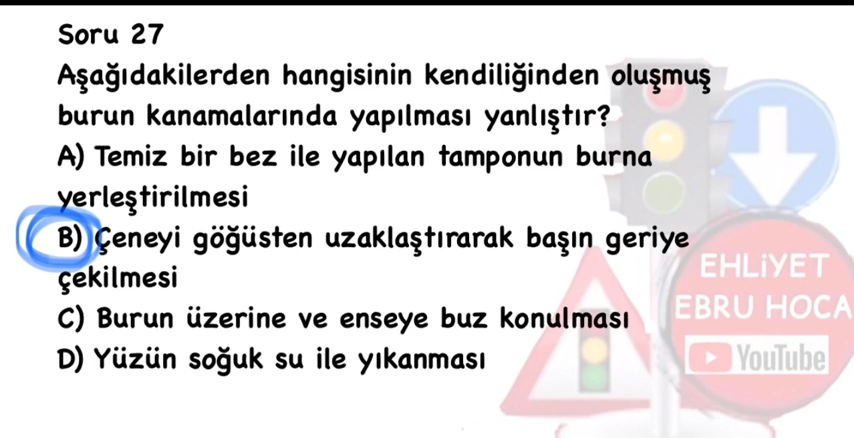 Soru 27
Aşağıdakilerden hangisinin kendiliğinden oluşmuş
burun kanamalarında yapılması yanlıştır?
A) Temiz bir bez ile yapılan tamponun burna
yerleştirilmesi
B) Çeneyi göğüsten uzaklaştırarak başın geriye
çekilmesi
C) Burun üzerine ve enseye buz konulması
D) Yüzün soğuk su ile yıkanması
EHLİYET
EBRU HOCA
YouTube